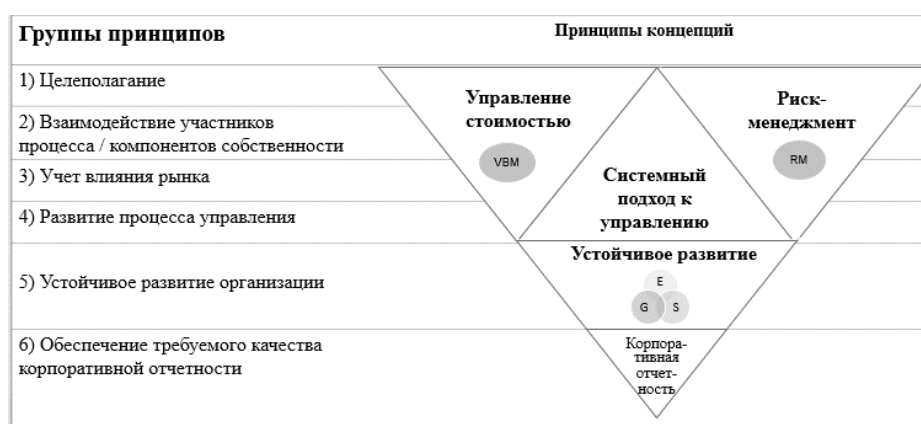 Группы принципов
Принципы концепций
1) Целеполагание
2) Взаимодействие участников
процесса / компонентов собственности
3) Учет влияния рынка
4) Развитие процесса управления
5) Устойчивое развитие организации
6) Обеспечение требуемого качества
корпоративной отчетности
Управление
стоимостью
VBM
Риск-
менеджмент
RM
Системный
подход к
управлению
Устойчивое развитие
E
G S
Корпора-
тивная
отчет-
ность